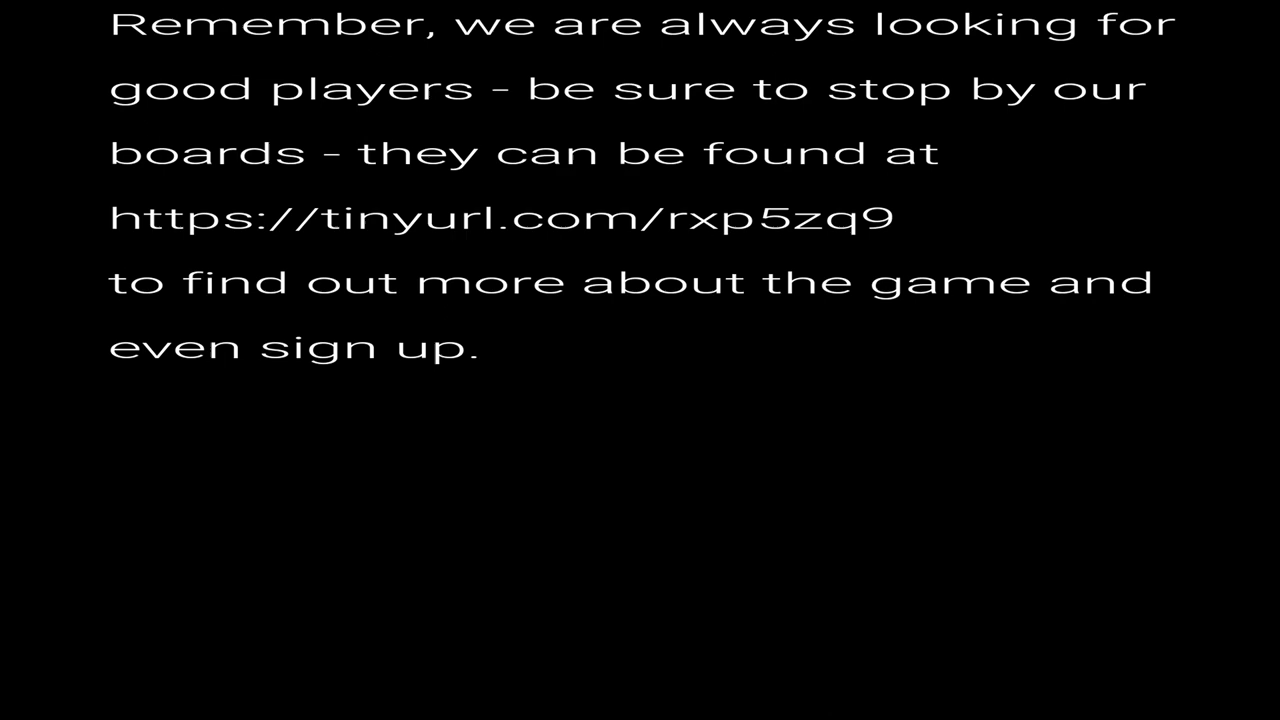 Remember, we are always looking for
good players - be sure to stop by our
boards - they can be found at
https://tinyurl.com/rxp5zq9
to find out more about the game and
even sign up.